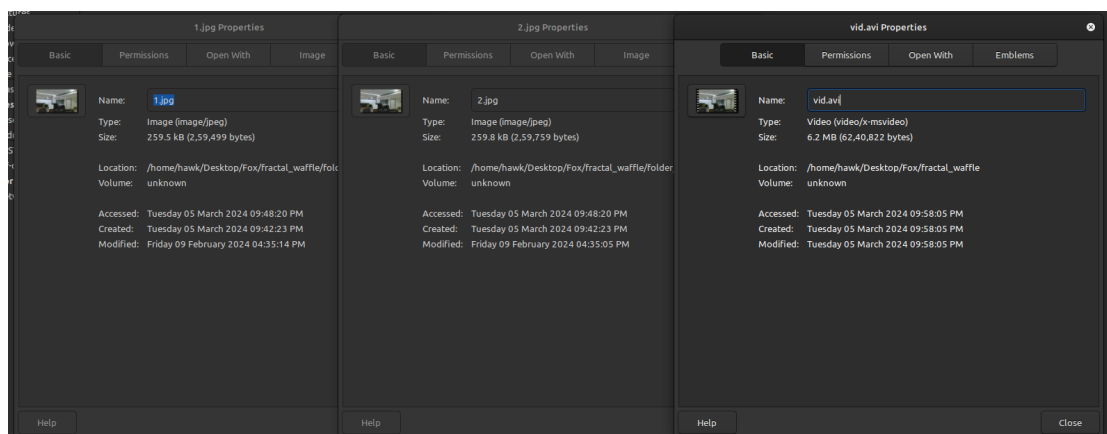 1.jpg Properties
Basic Permissions Open With Image
Name: 1.jpg
Type: Image (image/jpeg)
Size: 259.5 kB (2,59,499 bytes)
Location: /home/hawk/Desktop/Fox/fractal_waffle/folc
Volume: unknown
Accessed: Tuesday 05 March 2024 09:48:20 PM
Created: Tuesday 05 March 2024 09:42:23 PM
Modified: Friday 09 February 2024 04:35:14 PM
Help
2.jpg Properties
Basic Permissions Open With Image
Name: 2.jpg
Type: Image (image/jpeg)
Size: 259.8 kB (2,59,759 bytes)
Location: /home/hawk/Desktop/Fox/fractal_waffle/folder
Volume: unknown
Accessed: Tuesday 05 March 2024 09:48:20 PM
Created: Tuesday 05 March 2024 09:42:23 PM
Modified: Friday 09 February 2024 04:35:05 PM
Help
vid.avi Properties
Basic Permissions Open With Emblems
Name: vid.avi
Type: Video (video/x-msvideo)
Size: 6.2 MB (62,40,822 bytes)
Location: /home/hawk/Desktop/Fox/fractal_waffle
Volume: unknown
Accessed: Tuesday 05 March 2024 09:58:05 PM
Created: Tuesday 05 March 2024 09:58:05 PM
Modified: Tuesday 05 March 2024 09:58:05 PM
Help Close